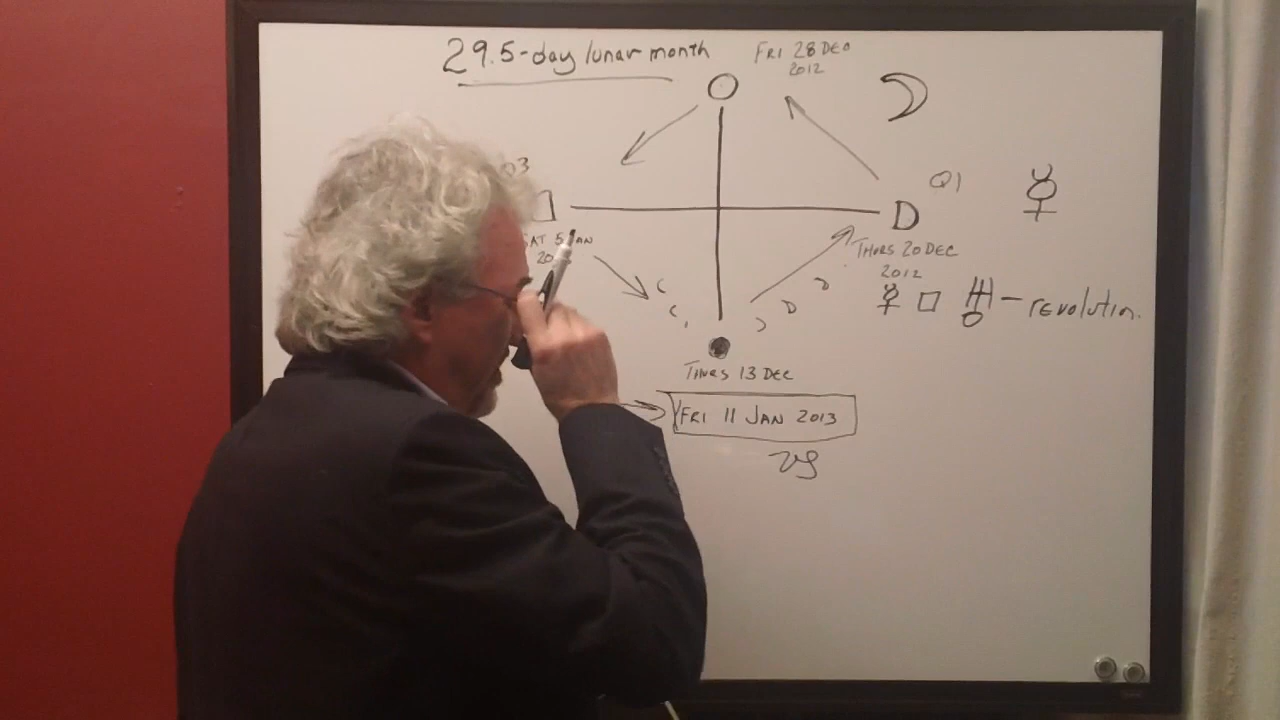 29.5-day lunar month
FRI 28 DEC
2012
Q3
Q1
SAT 5 JAN
THURS 20 DEC
2012
☿ □ ♅ - revolution.
THURS 13 DEC
FRI 11 JAN 2013